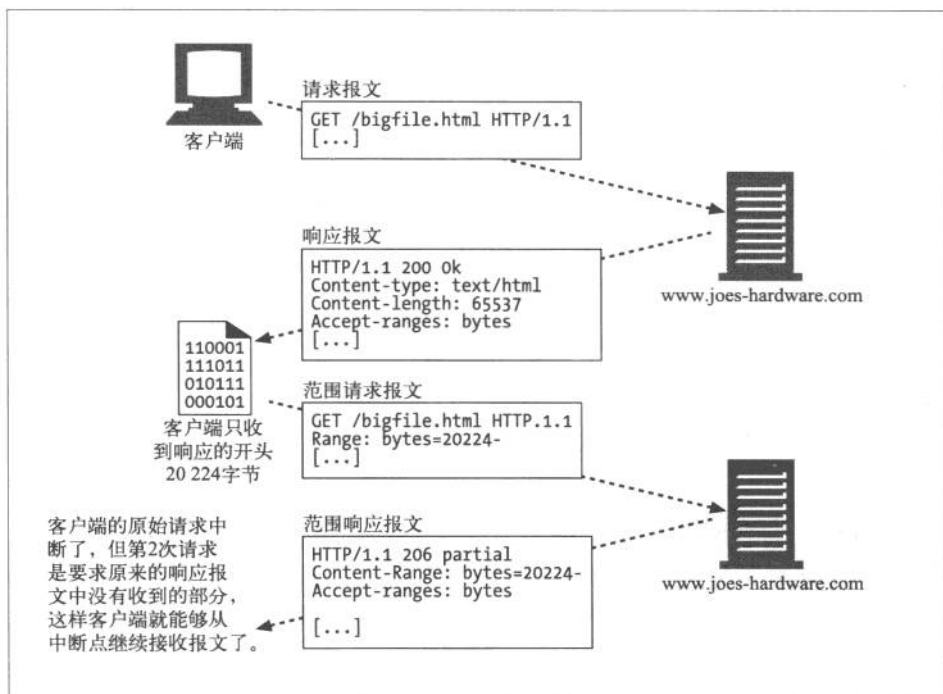 请求报文
GET /bigfile.html HTTP/1.1
[...]
客户端
响应报文
HTTP/1.1 200 Ok
Content-type: text/html
Content-length: 65537
Accept-ranges: bytes
[...]
www.joes-hardware.com
110001
111011
010111
000101
客户端只收
到响应的开头
20 224字节
范围请求报文
GET /bigfile.html HTTP.1.1
Range: bytes=20224-
[...]
范围响应报文
HTTP/1.1 206 partial
Content-Range: bytes=20224-
Accept-ranges: bytes
[...]
www.joes-hardware.com
客户端的原始请求中
断了，但第2次请求
是要求原来的响应报
文中没有收到的部分，
这样客户端就能够从
中断点继续接收报文了。